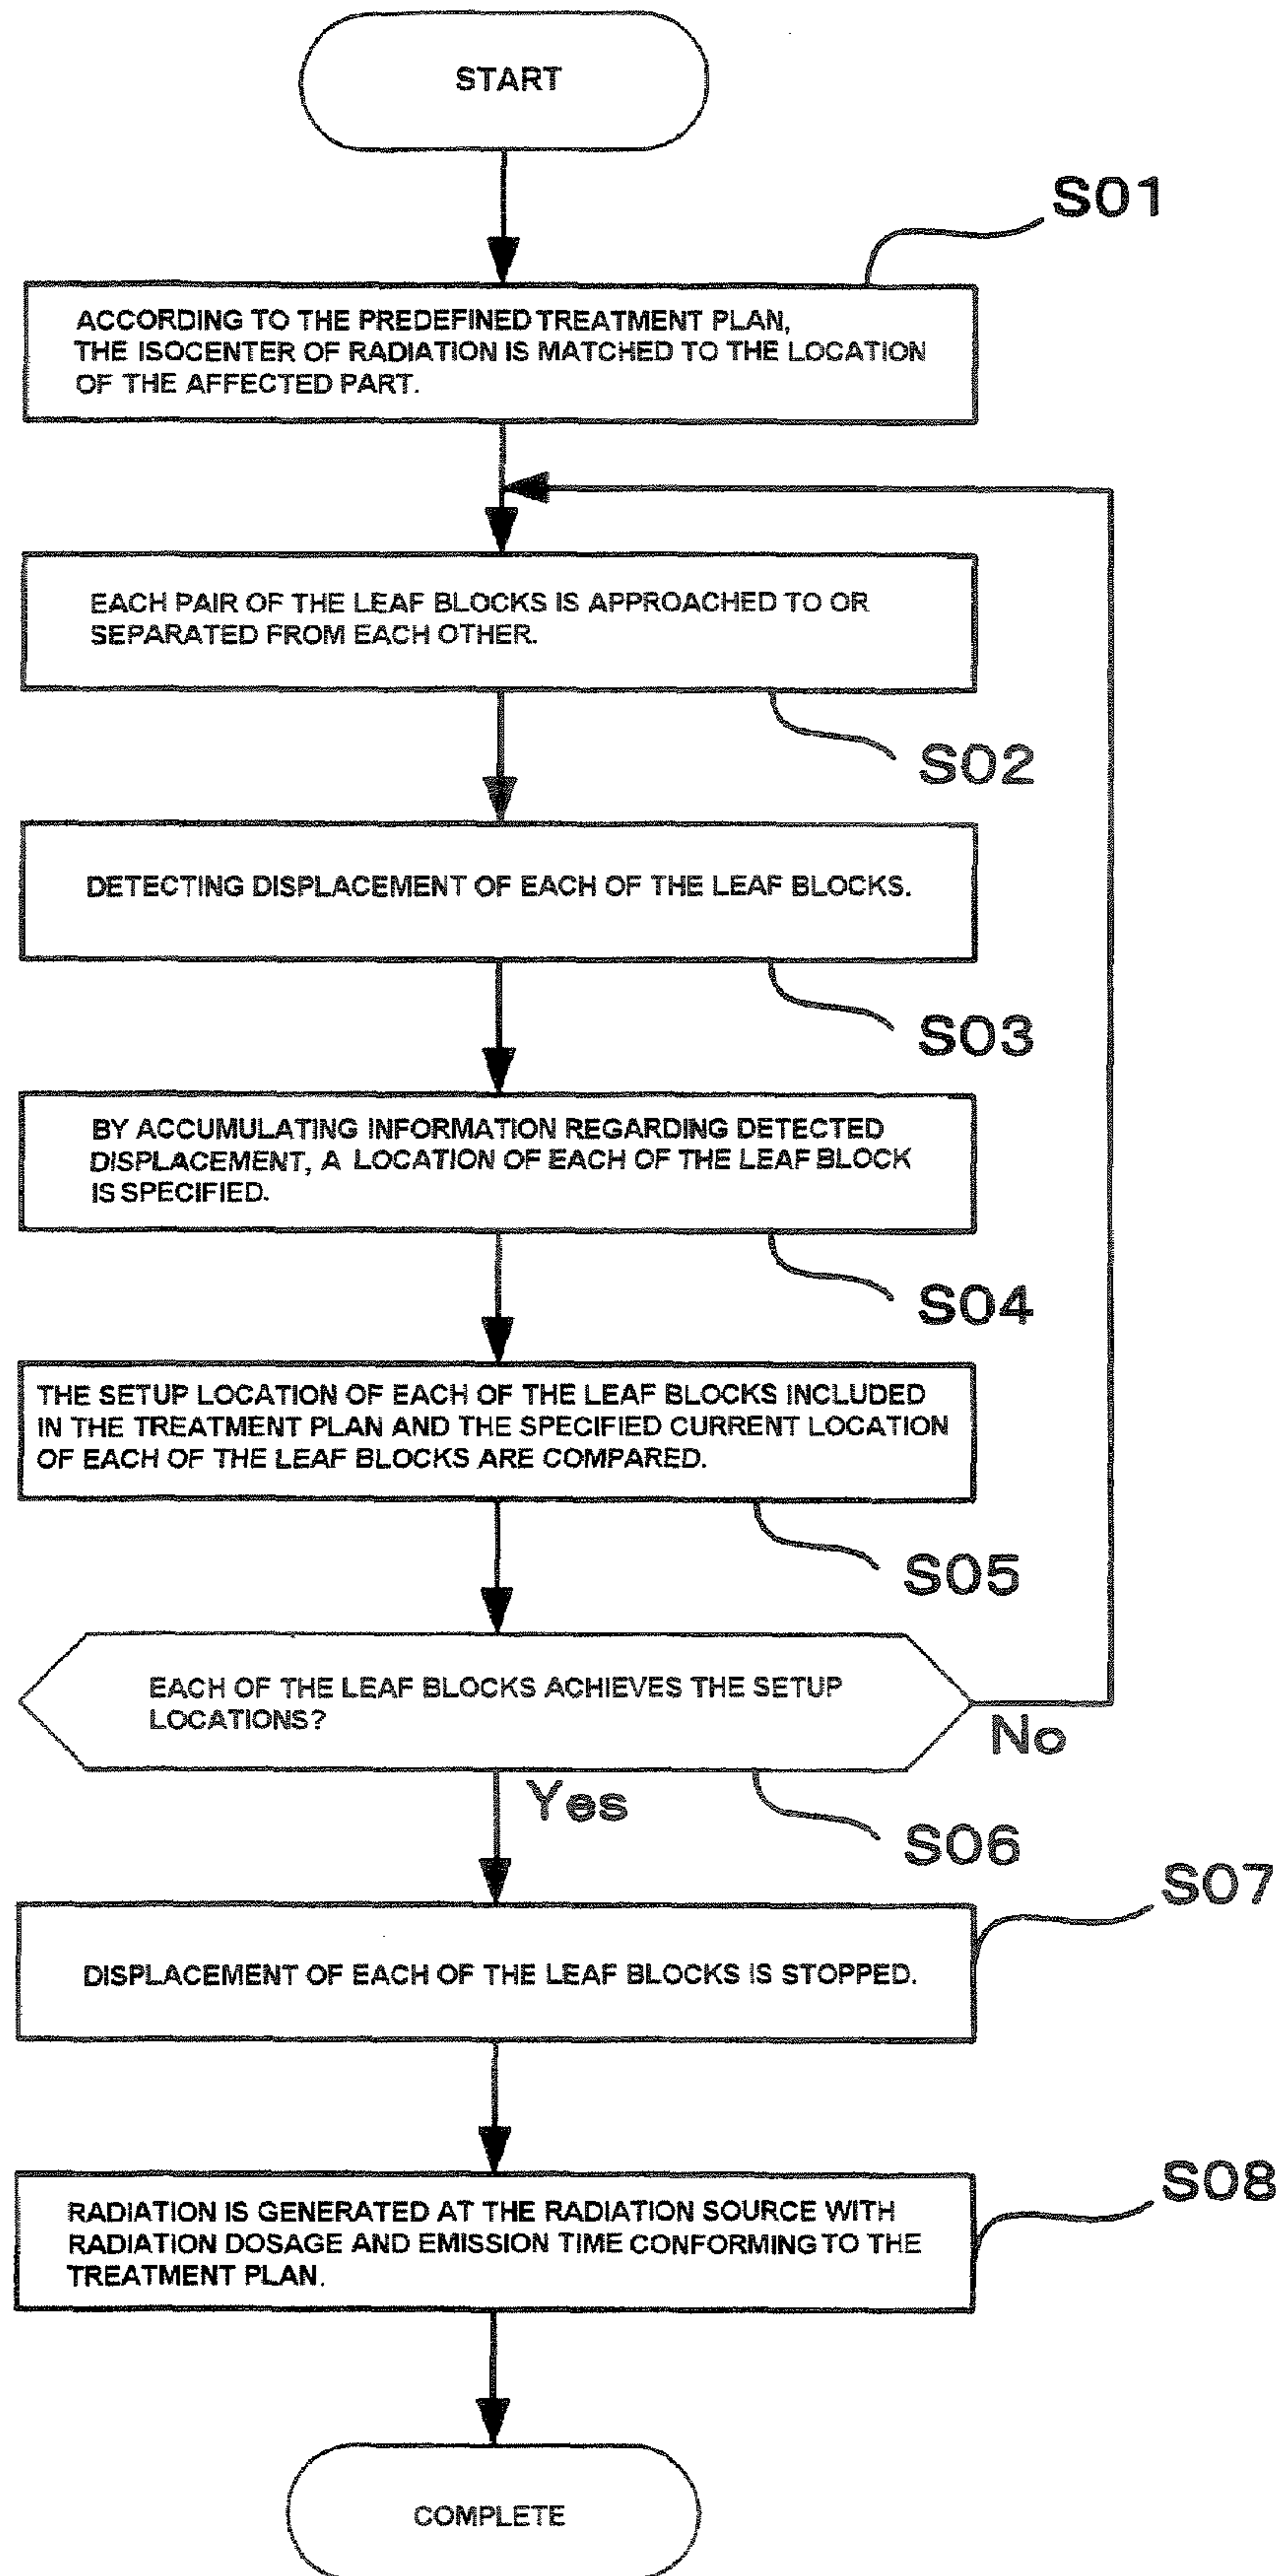 START
S01
ACCORDING TO THE PREDEFINED TREATMENT PLAN,
THE ISOCENTER OF RADIATION IS MATCHED TO THE LOCATION
OF THE AFFECTED PART.
EACH PAIR OF THE LEAF BLOCKS IS APPROACHED TO OR
SEPARATED FROM EACH OTHER.
S02
DETECTING DISPLACEMENT OF EACH OF THE LEAF BLOCKS.
S03
BY ACCUMULATING INFORMATION REGARDING DETECTED
DISPLACEMENT, A LOCATION OF EACH OF THE LEAF BLOCK
IS SPECIFIED.
S04
THE SETUP LOCATION OF EACH OF THE LEAF BLOCKS INCLUDED
IN THE TREATMENT PLAN AND THE SPECIFIED CURRENT LOCATION
OF EACH OF THE LEAF BLOCKS ARE COMPARED.
S05
EACH OF THE LEAF BLOCKS ACHIEVES THE SETUP
LOCATIONS?
No
Yes
S06
S07
DISPLACEMENT OF EACH OF THE LEAF BLOCKS IS STOPPED.
S08
RADIATION IS GENERATED AT THE RADIATION SOURCE WITH
RADIATION DOSAGE AND EMISSION TIME CONFORMING TO THE
TREATMENT PLAN.
COMPLETE